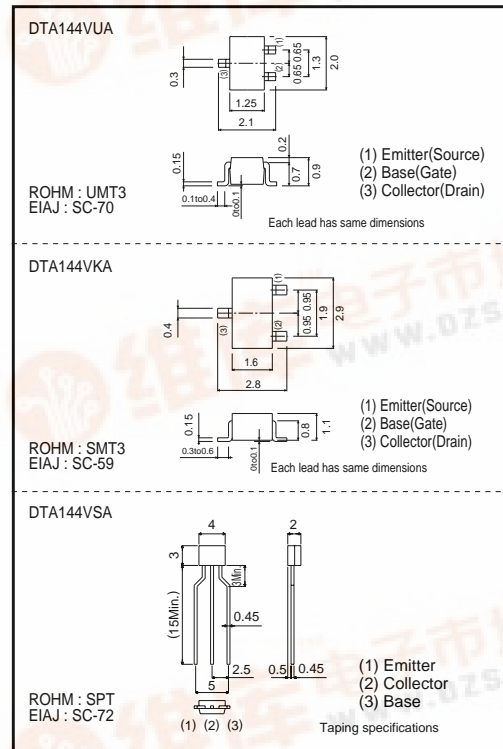 DTA144VUA
(1)
(3)
(2)
0.3
0.65
0.65
1.3
2.0
1.25
2.1
0.2
0.15
0.7
0.9
0.1to0.4
0to0.1
(1) Emitter(Source)
(2) Base(Gate)
(3) Collector(Drain)
ROHM : UMT3
EIAJ : SC-70
Each lead has same dimensions
DTA144VKA
(1)
(3)
(2)
0.4
0.95
0.95
1.9
2.9
1.6
2.8
0.15
0.8
1.1
0.3to0.6
0to0.1
(1) Emitter(Source)
(2) Base(Gate)
(3) Collector(Drain)
ROHM : SMT3
EIAJ : SC-59
Each lead has same dimensions
DTA144VSA
4
2
3
(15Min.)
3Min.
0.45
2.5
5
0.5
0.45
(1) Emitter
(2) Collector
(3) Base
ROHM : SPT
EIAJ : SC-72
(1) (2) (3)
Taping specifications